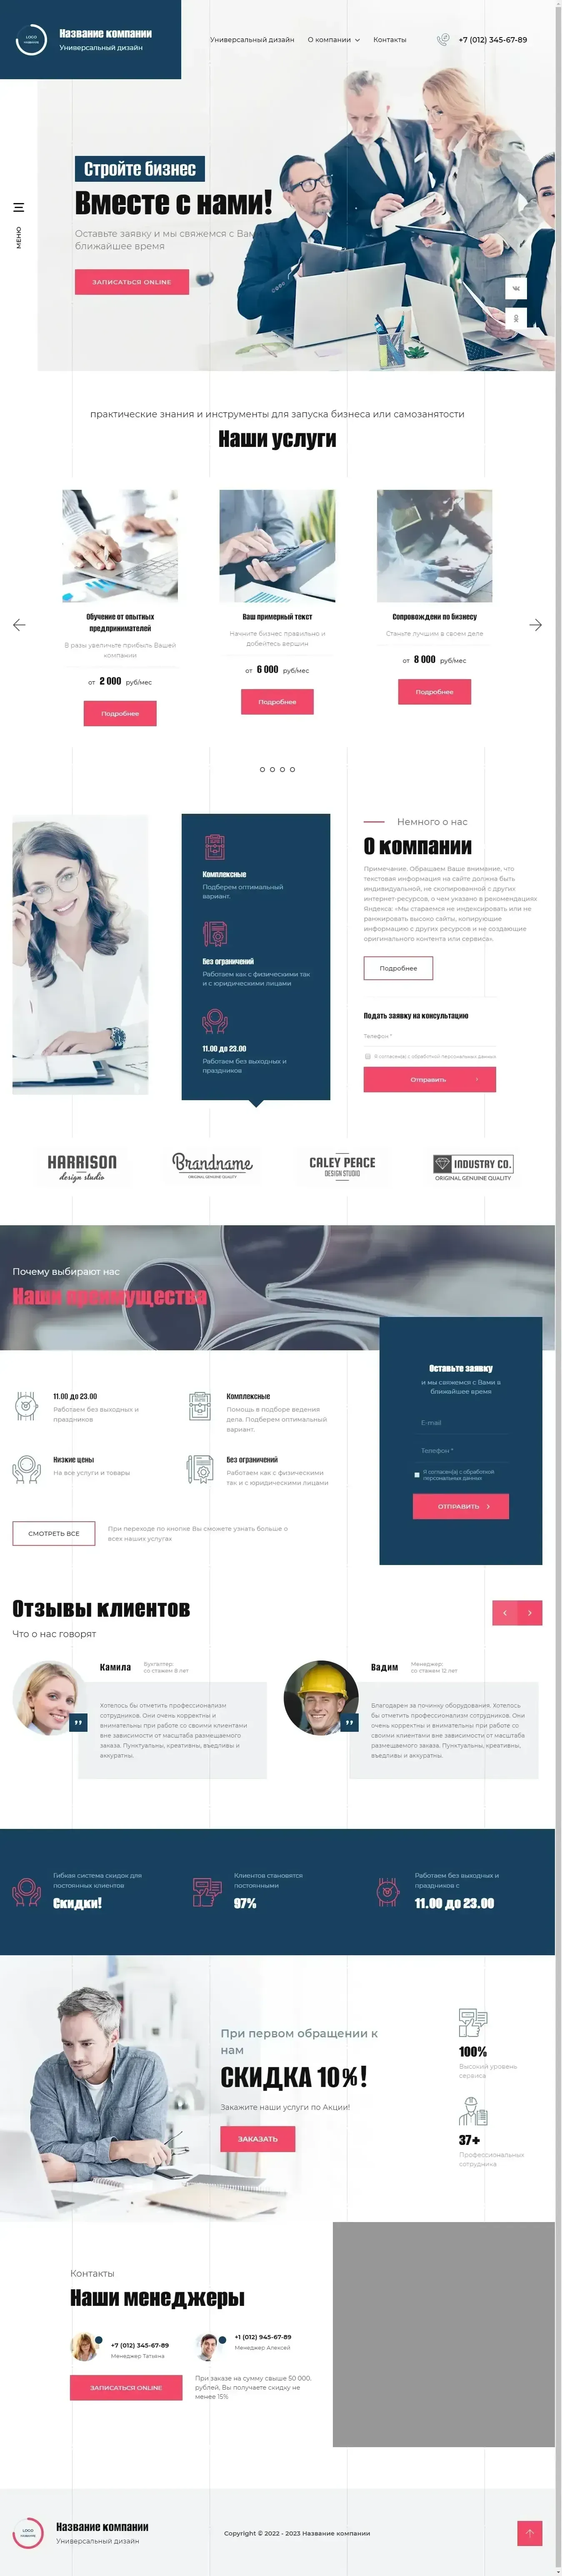 LOGO
Название компании
Универсальный дизайн
Универсальный дизайн
О компании
Контакты
+7 (012) 345-67-89
Стройте бизнес
Вместе с нами!
Оставьте заявку и мы свяжемся с Вами в
ближайшее время
ЗАПИСАТЬСЯ ONLINE
МЕНЮ
практические знания и инструменты для запуска бизнеса или самозанятости
Наши услуги
Обучение от опытных
предпринимателей
В разы увеличьте прибыль Вашей
компании
от 2 000 руб/мес
Подробнее
Ваш примерный текст
Начните бизнес правильно и
добейтесь вершин
от 6 000 руб/мес
Подробнее
Сопровождени по бизнесу
Станьте лучшим в своем деле
от 8 000 руб/мес
Подробнее
Комплексные
Подберем оптимальный
вариант.
Без ограничений
Работаем как с физическими так
и с юридическими лицами
11.00 до 23.00
Работаем без выходных и
праздников
Немного о нас
О компании
Примечание. Обращаем Ваше внимание, что
текстовая информация на сайте должна быть
индивидуальной, не скопированной с других
интернет-ресурсов, о чем указано в рекомендациях
Яндекса: «Мы стараемся не индексировать или не
ранжировать высоко сайты, копирующие
информацию с других ресурсов и не создающие
оригинального контента или сервиса».
Подробнее
Подать заявку на консультацию
Телефон *
Я согласен(а) с обработкой персональных данных
Отправить
HARRISON
design studio
Brandname
ORIGINAL GENUINE QUALITY
CALEY PEACE
DESIGN STUDIO
INDUSTRY CO.
ORIGINAL GENUINE QUALITY
Почему выбирают нас
Наши преимущества
11.00 до 23.00
Работаем без выходных и
праздников
Комплексные
Помощь в подборе ведения
дела. Подберем оптимальный
вариант.
Низкие цены
На все услуги и товары
Без ограничений
Работаем как с физическими
так и с юридическими лицами
СМОТРЕТЬ ВСЕ
При переходе по кнопке Вы сможете узнать больше о
всех наших услугах
Оставьте заявку
и мы свяжемся с Вами в
ближайшее время
E-mail
Телефон *
Я согласен(а) с обработкой
персональных данных
ОТПРАВИТЬ
Отзывы клиентов
Что о нас говорят
Камила
Бухгалтер:
со стажем 8 лет
Хотелось бы отметить профессионализм
сотрудников. Они очень корректны и
внимательны при работе со своими клиентами
вне зависимости от масштаба размещаемого
заказа. Пунктуальны, креативны, въедливы и
аккуратны.
Вадим
Менеджер:
со стажем 12 лет
Благодарен за починку оборудования. Хотелось
бы отметить профессионализм сотрудников. Они
очень корректны и внимательны при работе со
своими клиентами вне зависимости от масштаба
размещаемого заказа. Пунктуальны, креативны,
въедливы и аккуратны.
Гибкая система скидок для
постоянных клиентов
Скидки!
Клиентов становятся
постоянными
97%
Работаем без выходных и
праздников с
11.00 до 23.00
При первом обращении к
нам
СКИДКА 10%!
Закажите наши услуги по Акции!
ЗАКАЗАТЬ
100%
Высокий уровень
сервиса
37+
Профессиональных
сотрудника
Контакты
Наши менеджеры
+7 (012) 345-67-89
Менеджер Татьяна
+1 (012) 945-67-89
Менеджер Алексей
ЗАПИСАТЬСЯ ONLINE
При заказе на сумму свыше 50 000.
рублей, Вы получаете скидку не
менее 15%
LOGO
Название компании
Универсальный дизайн
Copyright © 2022 - 2023 Название компании